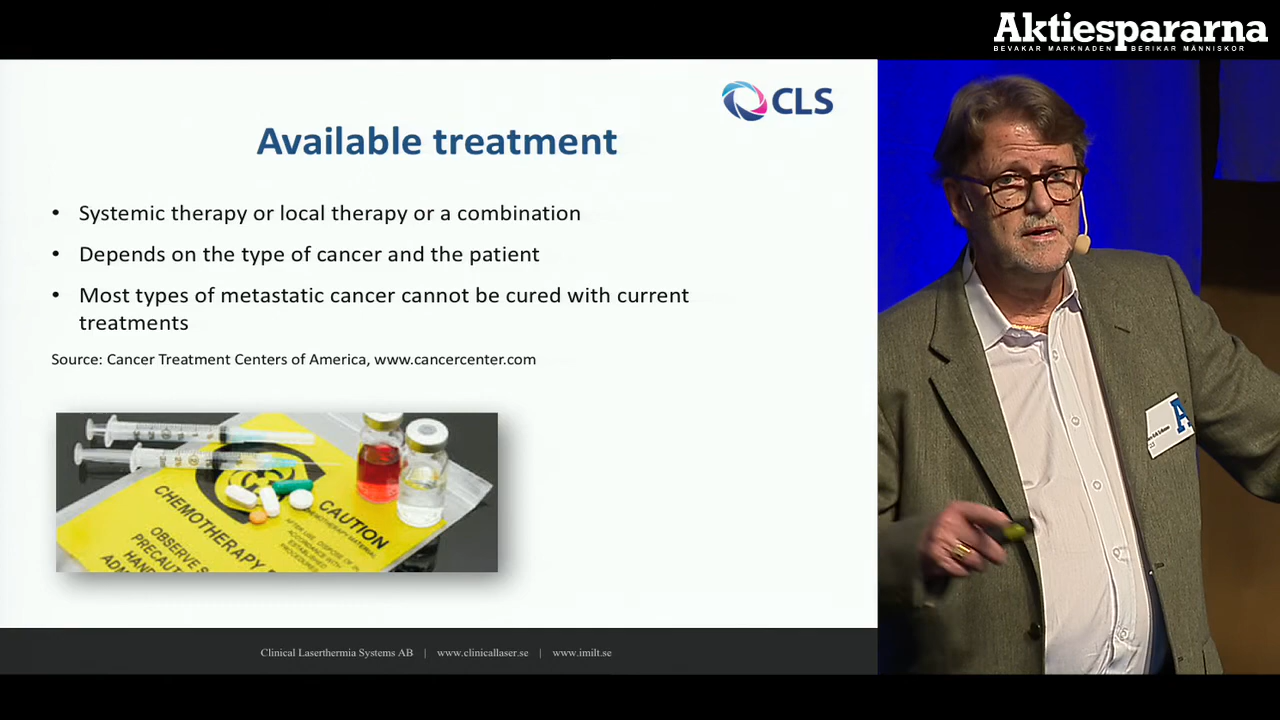 Aktiespararna
BEVAKAR MARKNADEN BERIKAR MÄNNISKOR
CLS
Available treatment
• Systemic therapy or local therapy or a combination
• Depends on the type of cancer and the patient
• Most types of metastatic cancer cannot be cured with current
treatments
Source: Cancer Treatment Centers of America, www.cancercenter.com
CHEMOTHERAPY
CAUTION
OBSERVE
Clinical Laserthermia Systems AB | www.clinicallaser.se | www.imilt.se
A